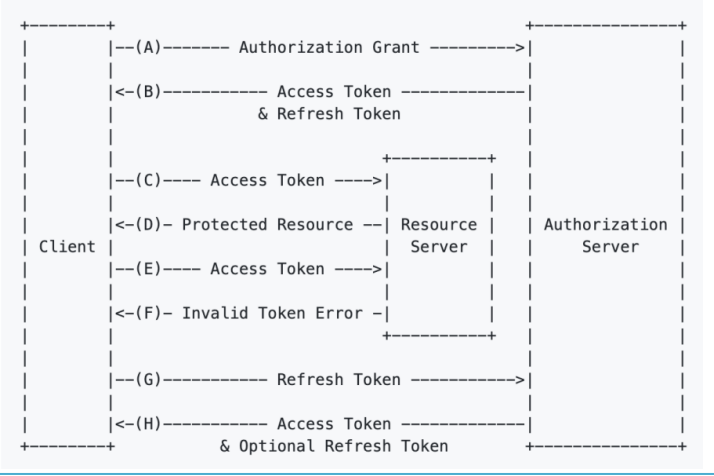 +--------+                                           +---------------+
|        |--(A)------- Authorization Grant --------->|               |
|        |                                           |               |
|        |<-(B)----------- Access Token -------------|               |
|        |               & Refresh Token             |               |
|        |                                           |               |
|        |                            +----------+   |               |
|        |--(C)---- Access Token ---->|          |   |               |
|        |                            |          |   |               |
|        |<-(D)- Protected Resource --| Resource |   | Authorization |
| Client |                            |  Server  |   |     Server    |
|        |--(E)---- Access Token ---->|          |   |               |
|        |                            |          |   |               |
|        |<-(F)- Invalid Token Error -|          |   |               |
|        |                            +----------+   |               |
|        |                                           |               |
|        |--(G)----------- Refresh Token ----------->|               |
|        |                                           |               |
|        |<-(H)----------- Access Token -------------|               |
+--------+           & Optional Refresh Token        +---------------+